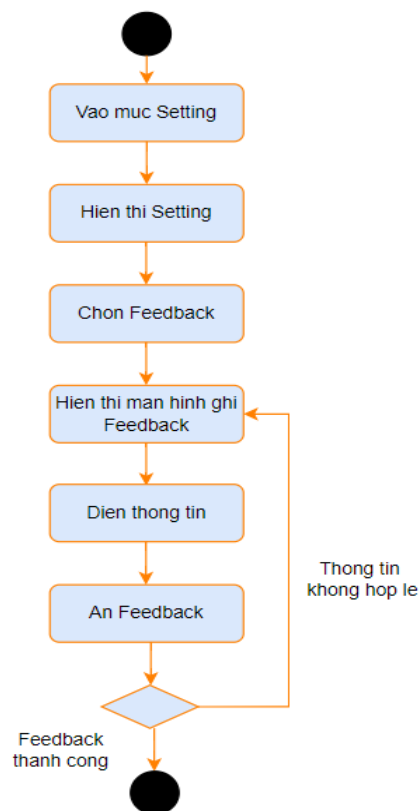 Vao muc Setting
Hien thi Setting
Chon Feedback
Hien thi man hinh ghi
Feedback
Dien thong tin
An Feedback
Thong tin
khong hop le
Feedback
thanh cong